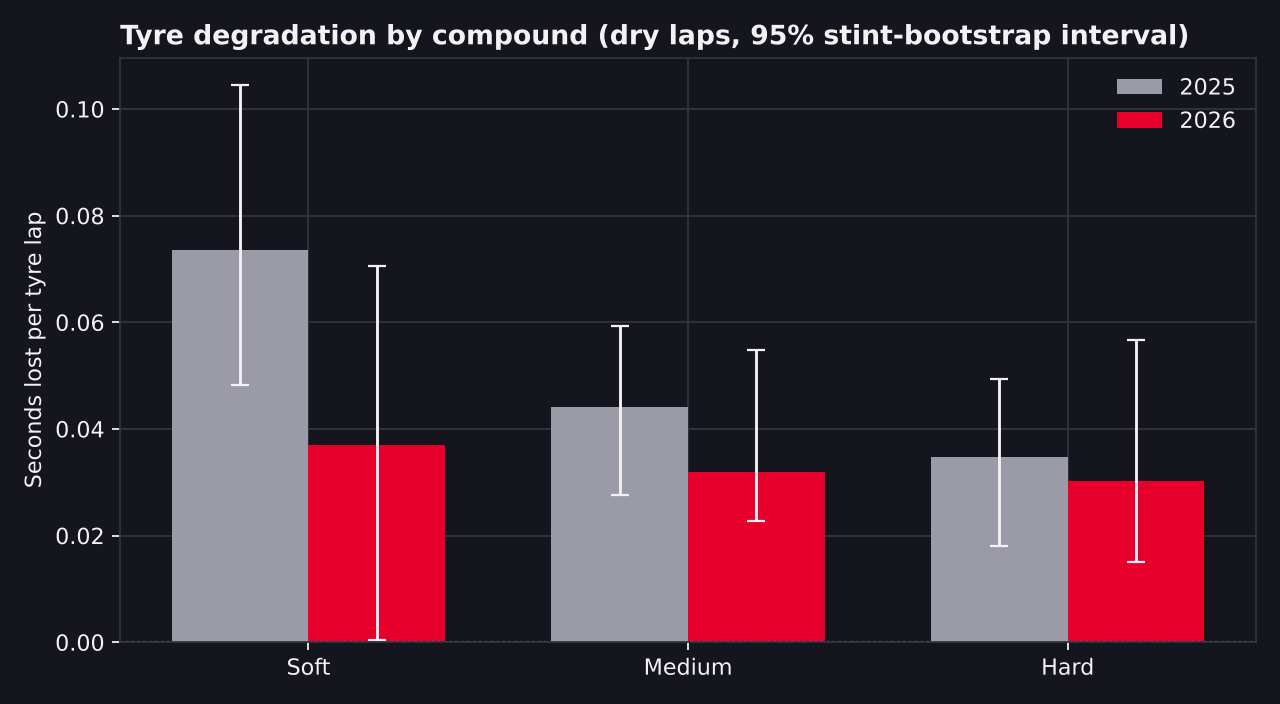 Tyre degradation by compound (dry laps, 95% stint-bootstrap interval)
2025
2026
Seconds lost per tyre lap
0.10
0.08
0.06
0.04
0.02
0.00
Soft
Medium
Hard